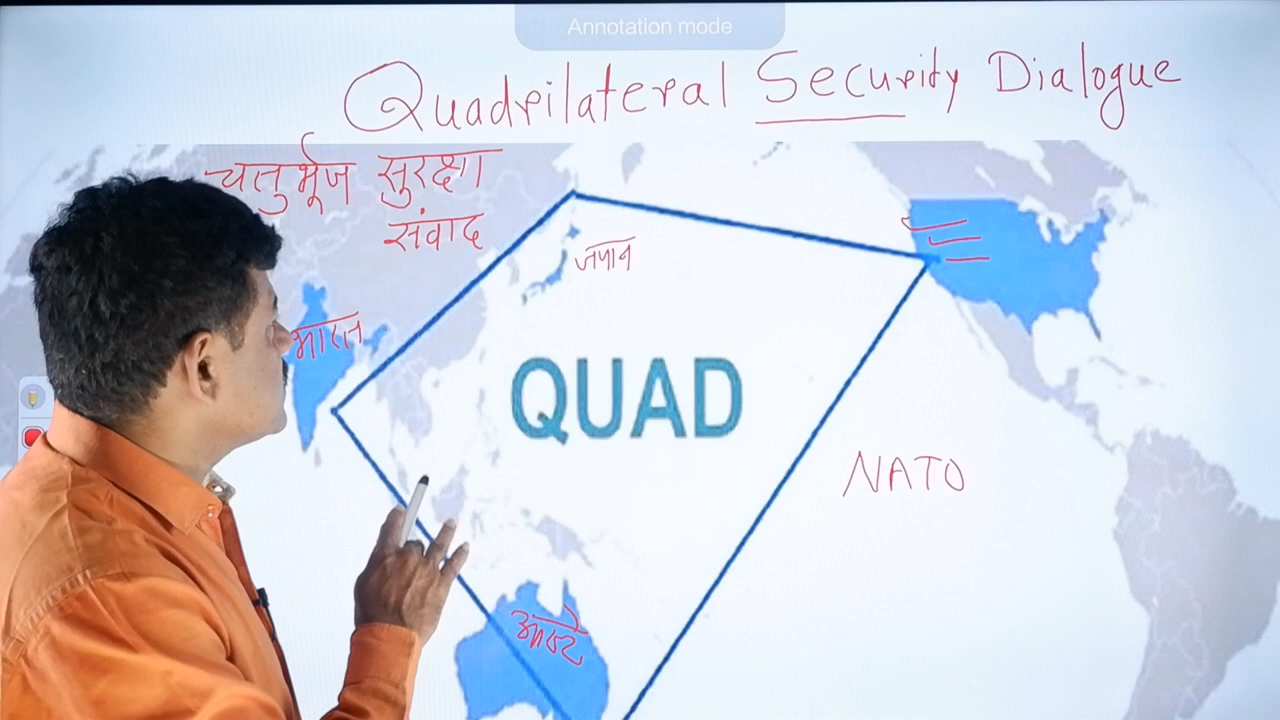 Annotation mode
Quadrilateral Security Dialogue
चतुर्भूज सुरक्षा
संवाद
जपान
भारत
QUAD
NATO
आस्ट्रे